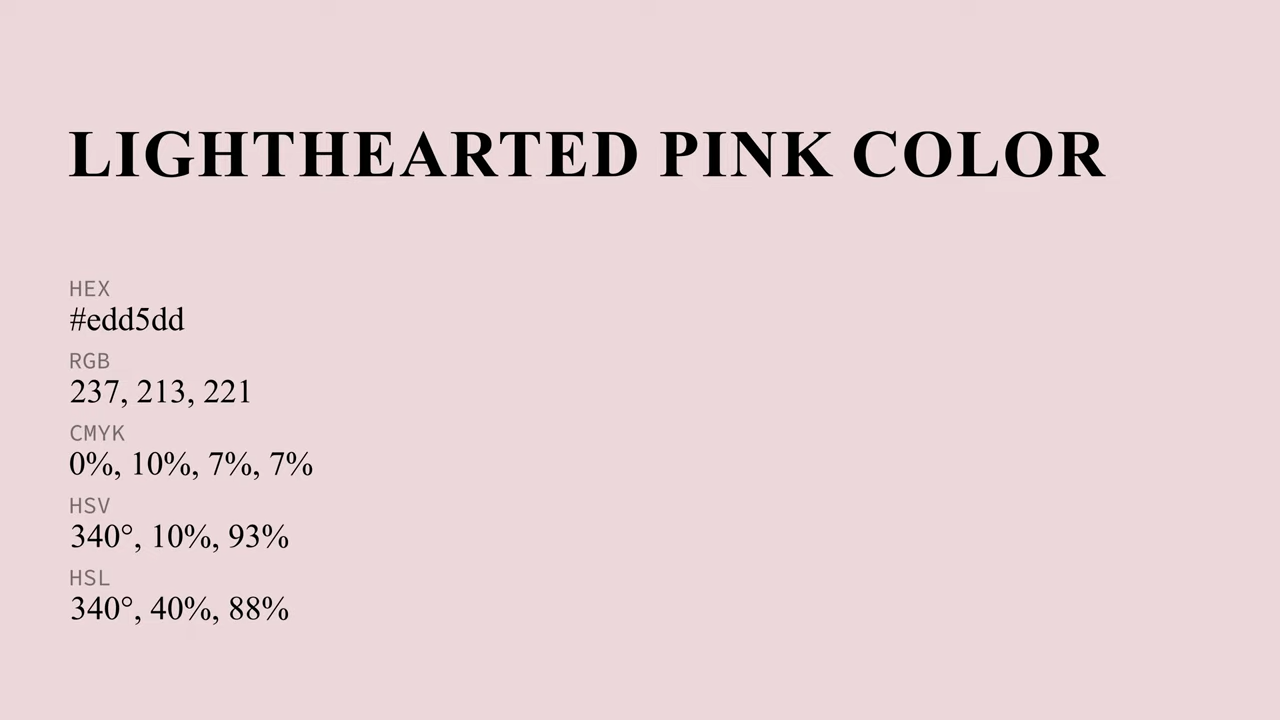 LIGHTHEARTED PINK COLOR
HEX
#edd5dd
RGB
237, 213, 221
CMYK
0%, 10%, 7%, 7%
HSV
340°, 10%, 93%
HSL
340°, 40%, 88%